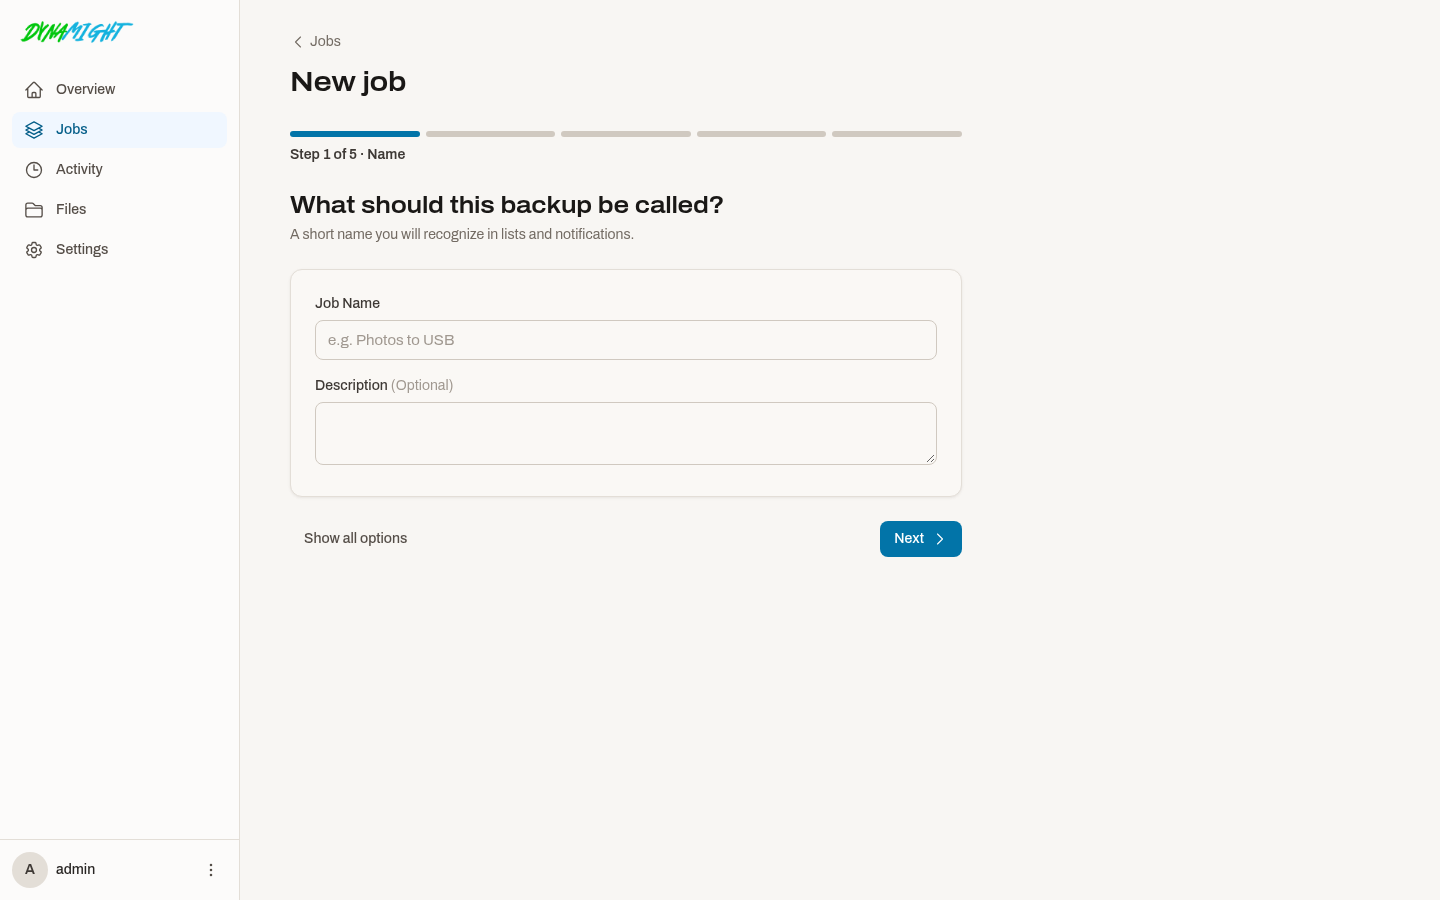 DYNAMIGHT
Overview
Jobs
Activity
Files
Settings
A
admin
Jobs
New job
Step 1 of 5 · Name
What should this backup be called?
A short name you will recognize in lists and notifications.
Job Name
e.g. Photos to USB
Description (Optional)
Show all options
Next